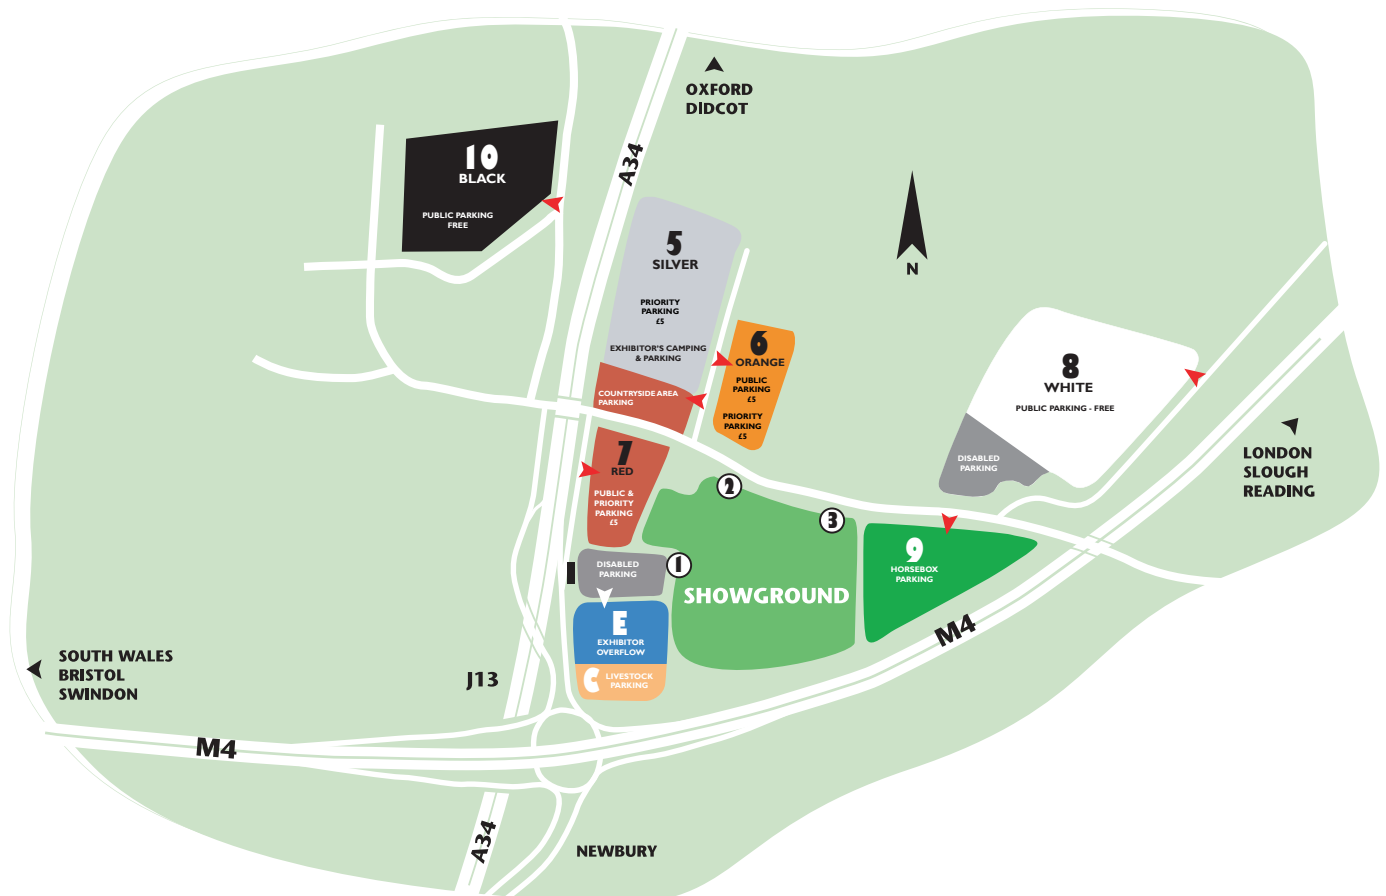 OXFORD
DIDCOT
A34
10
BLACK
PUBLIC PARKING
FREE
5
SILVER
PRIORITY
PARKING
£5
EXHIBITOR'S CAMPING
& PARKING
COUNTRYSIDE AREA
PARKING
N
6
ORANGE
PUBLIC
PARKING
£5
PRIORITY
PARKING
£5
8
WHITE
PUBLIC PARKING - FREE
DISABLED
PARKING
LONDON
SLOUGH
READING
7
RED
PUBLIC &
PRIORITY
PARKING
£5
2
3
1
DISABLED
PARKING
SHOWGROUND
9
HORSEBOX
PARKING
E
EXHIBITOR
OVERFLOW
C
LIVESTOCK
PARKING
M4
SOUTH WALES
BRISTOL
SWINDON
J13
M4
A34
NEWBURY